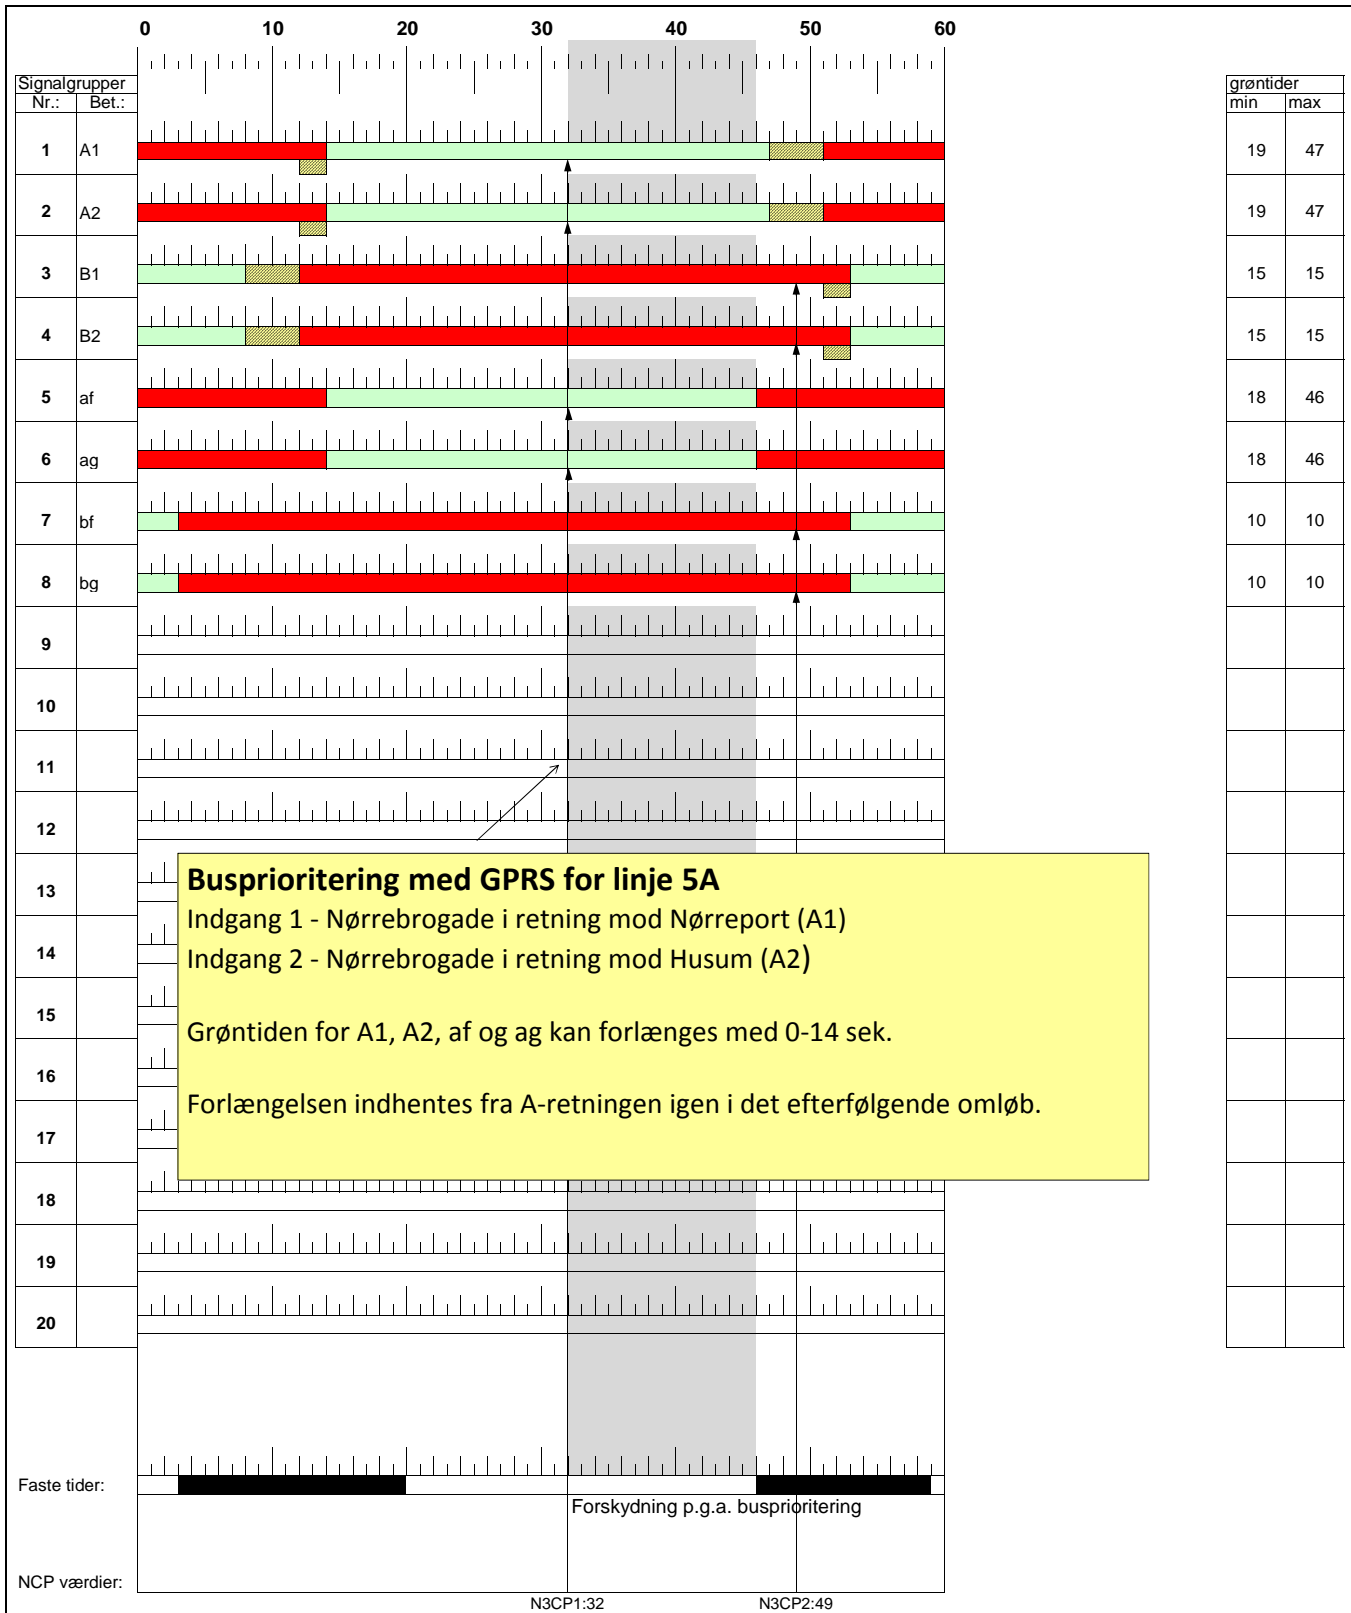 0 10 20 30 40 50 60
Signalgrupper grøntider
Nr.: Bet.: min max
1 A1 19 47
2 A2 19 47
3 B1 15 15
4 B2 15 15
5 af 18 46
6 ag 18 46
7 bf 10 10
8 bg 10 10
9
10
11
12
13
14
15
16
17
18
19
20
Busprioritering med GPRS for linje 5A
Indgang 1 - Nørrebrogade i retning mod Nørreport (A1)
Indgang 2 - Nørrebrogade i retning mod Husum (A2)
Grøntiden for A1, A2, af og ag kan forlænges med 0-14 sek.
Forlængelsen indhentes fra A-retningen igen i det efterfølgende omløb.
Faste tider:
Forskydning p.g.a. busprioritering
NCP værdier:
N3CP1:32 N3CP2:49